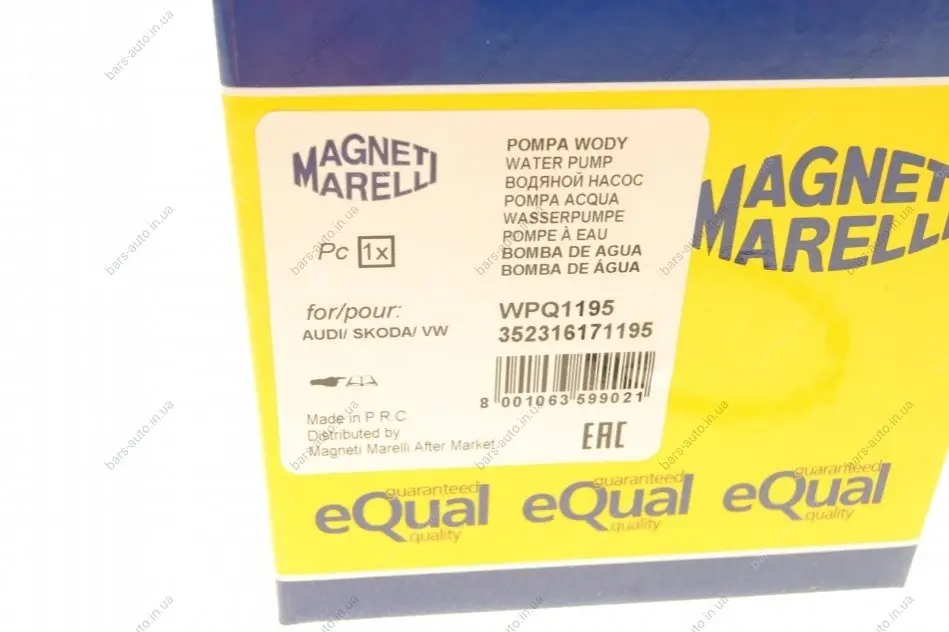 MAGNETI
MARELLI
Pc 1x
for/pour:
AUDI/ SKODA/ VW
Made in P R C
Distributed by
Magneti Marelli After Market
POMPA WODY
WATER PUMP
ВОДЯНОЙ НАСОС
POMPA ACQUA
WASSERPUMPE
POMPE À EAU
BOMBA DE AGUA
BOMBA DE ÁGUA
WPQ1195
352316171195
8 001063 599021
EAC
MAGNETI
MARELLI
guaranteed
eQual
quality
guaranteed
eQual
quality
guaranteed
eQual
quality
bars-auto.in.ua